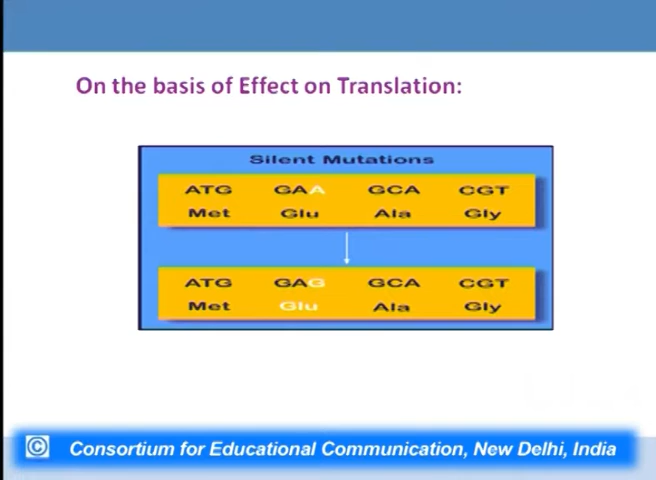 On the basis of Effect on Translation:
Silent Mutations
ATG GAA GCA CGT
Met Glu Ala Gly
ATG GAG GCA CGT
Met Glu Ala Gly
© Consortium for Educational Communication, New Delhi, India